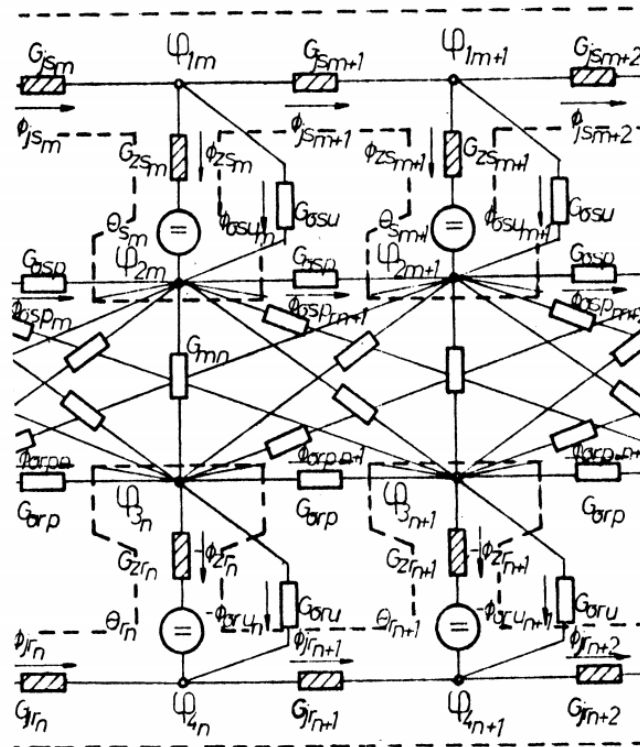 G_jsm φ_1m G_jsm+1 φ_1m+1 G_jsm+2
ϕ_jsm ϕ_jsm+1 ϕ_jsm+2
G_zsm ϕ_zsm ϕ_zsm+1 G_zsm+1
G_σsu G_σsu
Θ_sm ϕ_σsum Θ_sm+1 ϕ_σsum+1
G_σsp φ_2m G_σsp φ_2m+1 G_σsp
ϕ_σspm ϕ_σspm+1 ϕ_σspm+2
G_mn
ϕ_σrpn ϕ_σrpn+1 ϕ_σrpn+2
G_σrp φ_3n G_σrp φ_3n+1 G_σrp
G_zrn -ϕ_zrn G_zrn+1 -ϕ_zrn+1
Θ_rn -ϕ_σrun G_σru Θ_rn+1 -ϕ_σrun+1 G_σru
ϕ_jrn ϕ_jrn+1 ϕ_jrn+2
G_jrn φ_4n G_jrn+1 φ_4n+1 G_jrn+2